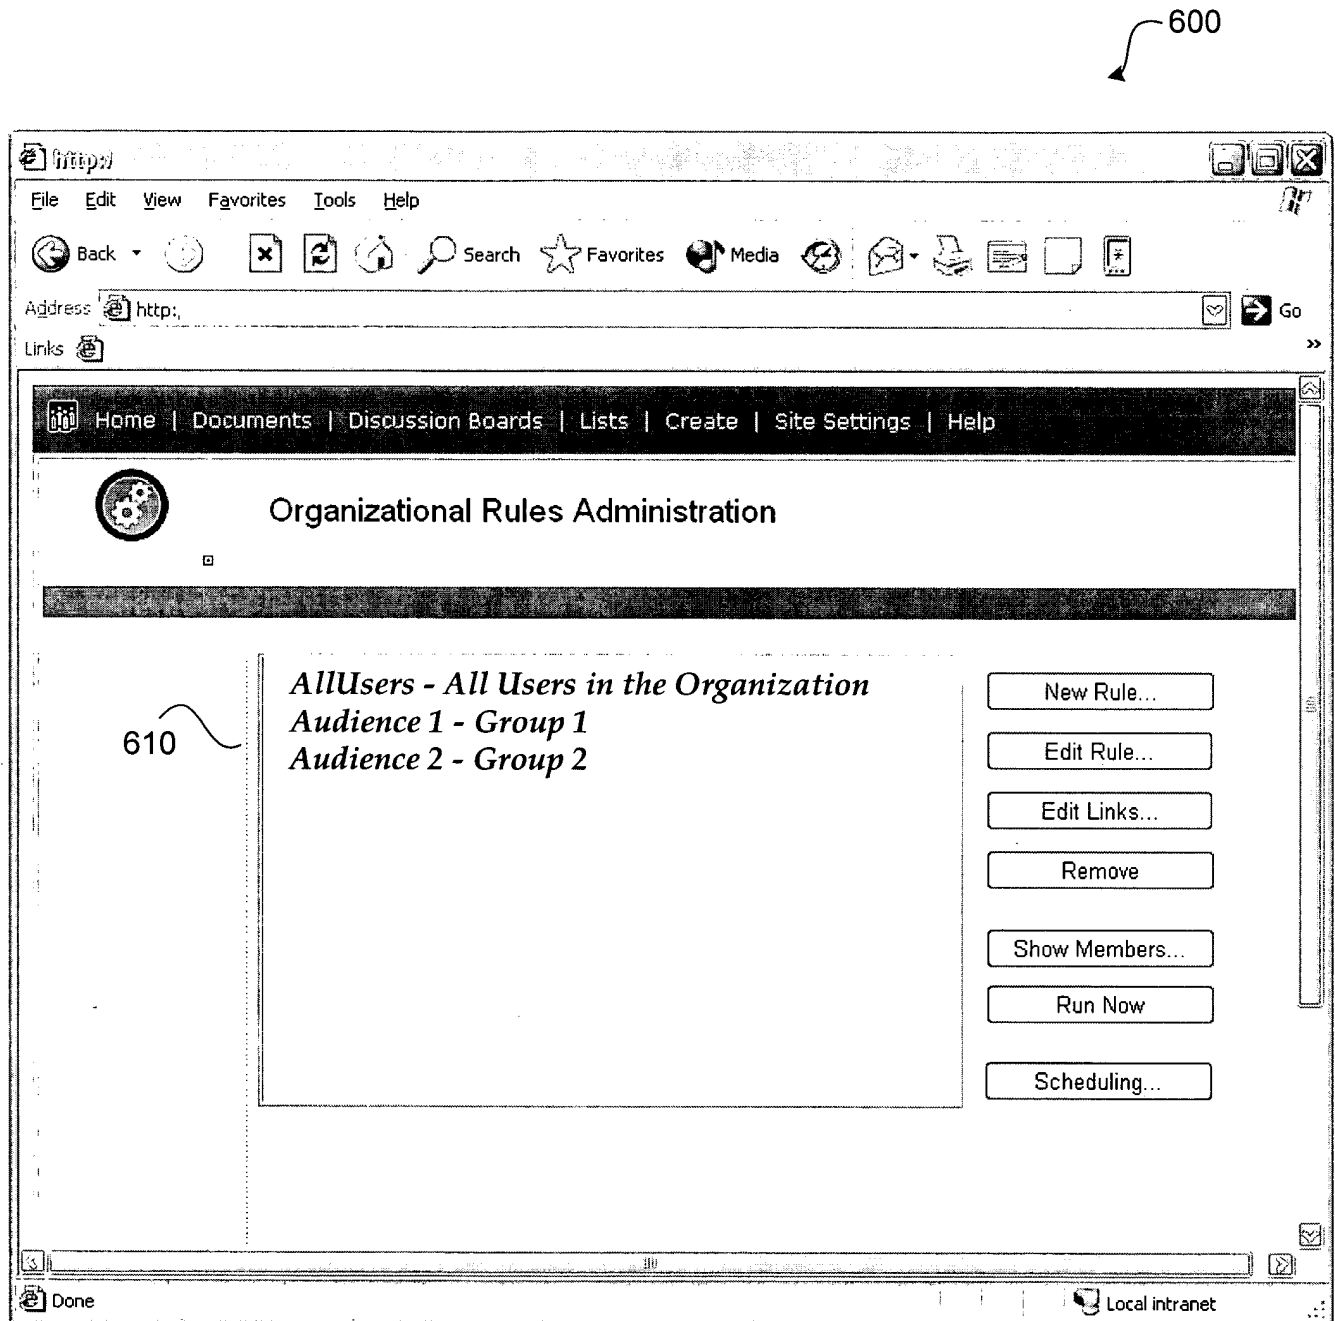 600
http:/
File Edit View Favorites Tools Help
Back Search Favorites Media
Address http:
Go
Links »
Home | Documents | Discussion Boards | Lists | Create | Site Settings | Help
Organizational Rules Administration
AllUsers - All Users in the Organization
Audience 1 - Group 1
Audience 2 - Group 2
610
New Rule...
Edit Rule...
Edit Links...
Remove
Show Members...
Run Now
Scheduling...
Done
Local intranet